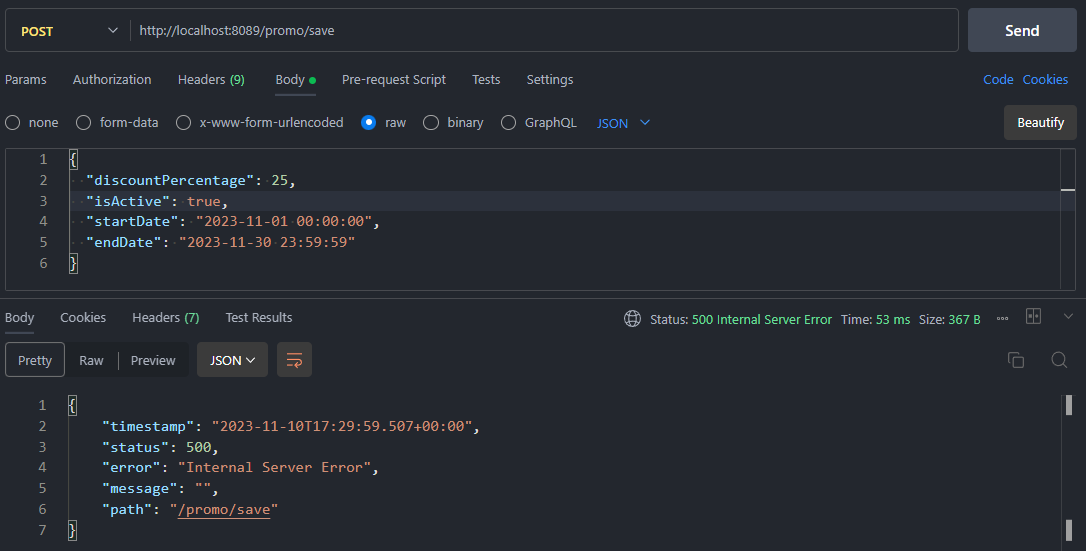 POST http://localhost:8089/promo/save Send
Params Authorization Headers (9) Body Pre-request Script Tests Settings Code Cookies
none form-data x-www-form-urlencoded raw binary GraphQL JSON Beautify
1 {
2 "discountPercentage": 25,
3 "isActive": true,
4 "startDate": "2023-11-01 00:00:00",
5 "endDate": "2023-11-30 23:59:59"
6 }
Body Cookies Headers (7) Test Results Status: 500 Internal Server Error Time: 53 ms Size: 367 B
Pretty Raw Preview JSON
1 {
2 "timestamp": "2023-11-10T17:29:59.507+00:00",
3 "status": 500,
4 "error": "Internal Server Error",
5 "message": "",
6 "path": "/promo/save"
7 }